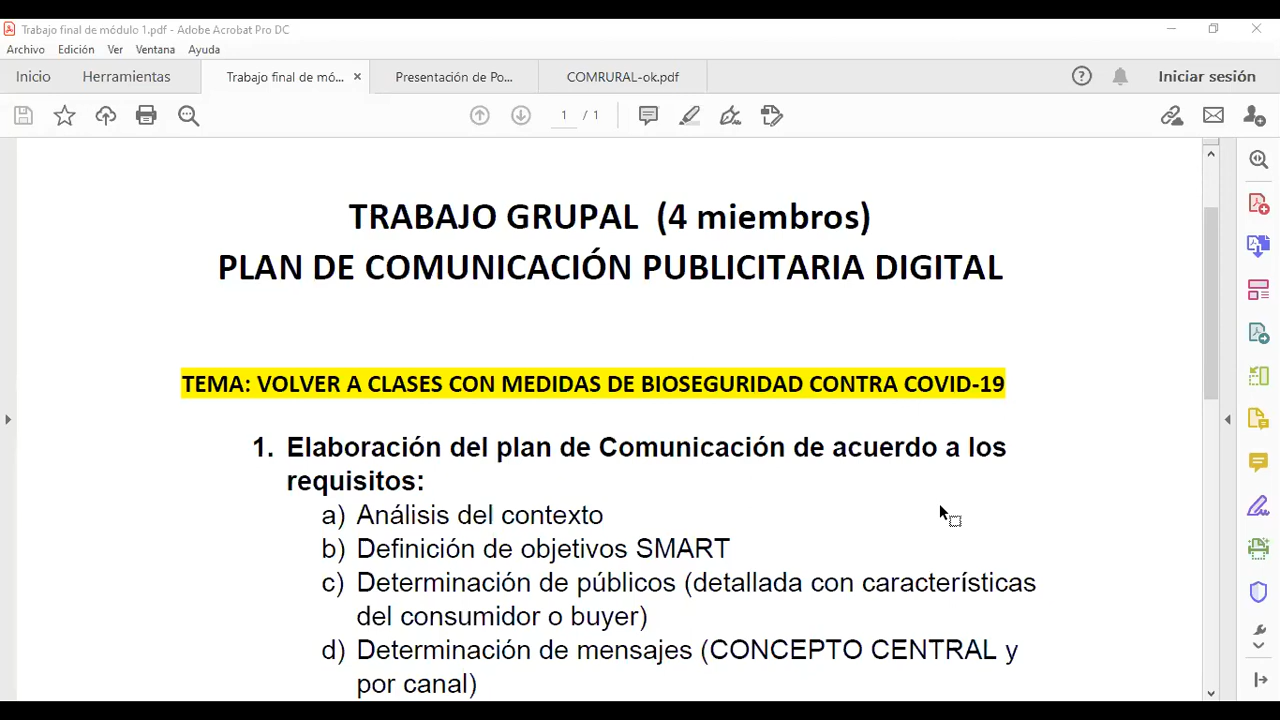 Trabajo final de módulo 1.pdf - Adobe Acrobat Pro DC
Archivo Edición Ver Ventana Ayuda
Inicio Herramientas Trabajo final de mó... × Presentación de Po... COMRURAL-ok.pdf Iniciar sesión
1 / 1
TRABAJO GRUPAL (4 miembros)
PLAN DE COMUNICACIÓN PUBLICITARIA DIGITAL
TEMA: VOLVER A CLASES CON MEDIDAS DE BIOSEGURIDAD CONTRA COVID-19
1. Elaboración del plan de Comunicación de acuerdo a los
requisitos:
a) Análisis del contexto
b) Definición de objetivos SMART
c) Determinación de públicos (detallada con características
del consumidor o buyer)
d) Determinación de mensajes (CONCEPTO CENTRAL y
por canal)